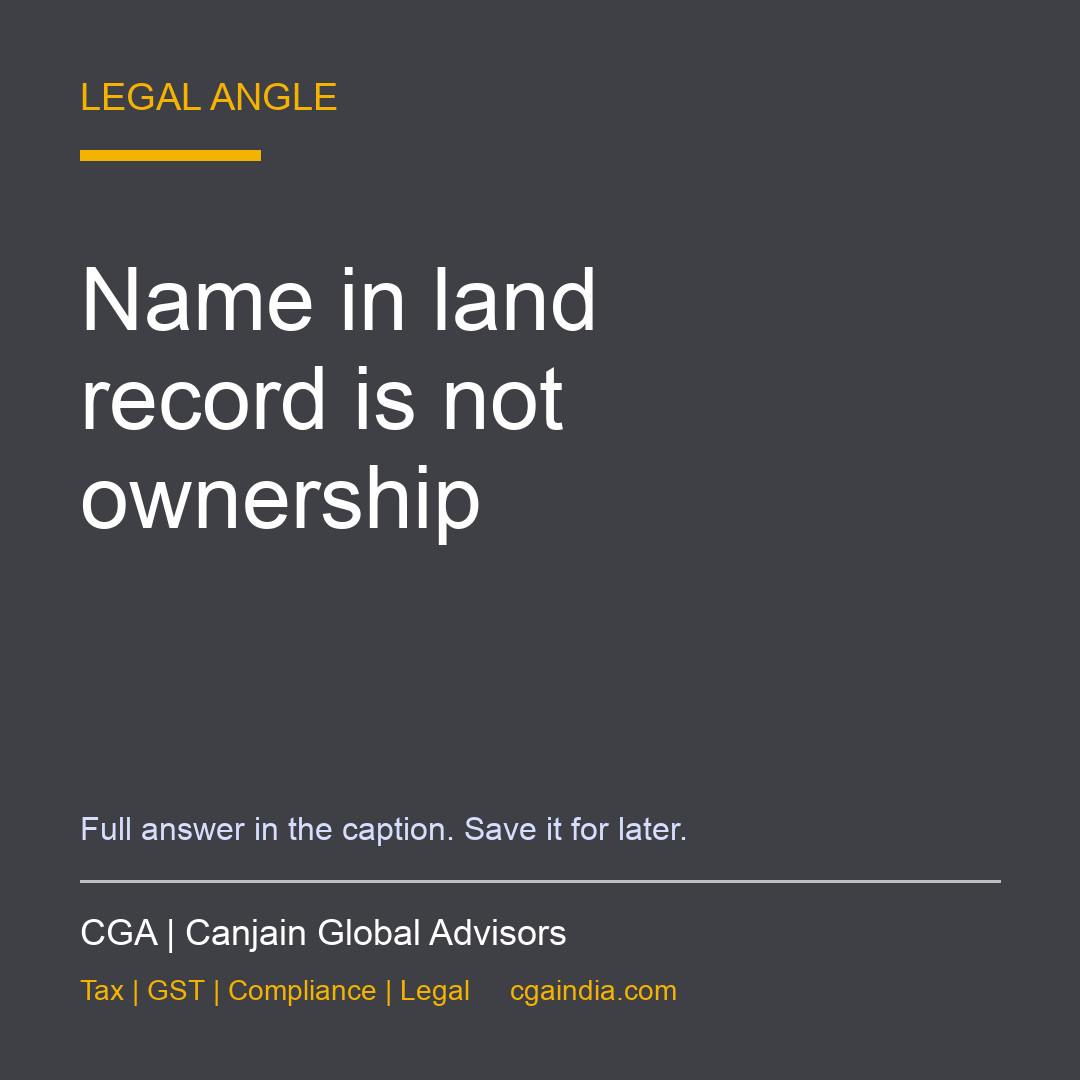 LEGAL ANGLE
Name in land
record is not
ownership
Full answer in the caption. Save it for later.
CGA | Canjain Global Advisors
Tax | GST | Compliance | Legal cgaindia.com